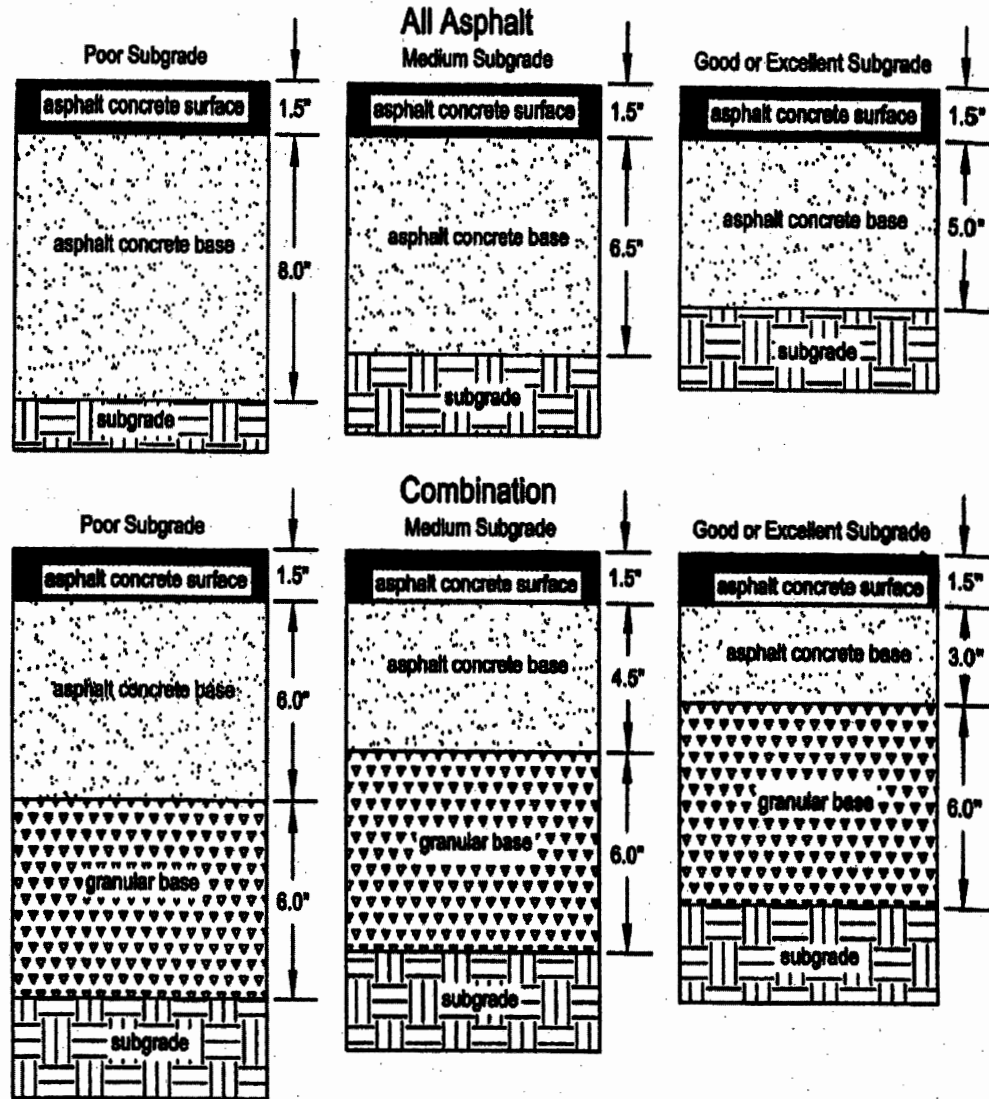 All Asphalt
Poor Subgrade
Medium Subgrade
Good or Excellent Subgrade
asphalt concrete surface
1.5"
asphalt concrete surface
1.5"
asphalt concrete surface
1.5"
asphalt concrete base
8.0"
asphalt concrete base
6.5"
asphalt concrete base
5.0"
subgrade
subgrade
subgrade
Combination
Poor Subgrade
Medium Subgrade
Good or Excellent Subgrade
asphalt concrete surface
1.5"
asphalt concrete surface
1.5"
asphalt concrete surface
1.5"
asphalt concrete base
6.0"
asphalt concrete base
4.5"
asphalt concrete base
3.0"
granular base
6.0"
granular base
6.0"
granular base
6.0"
subgrade
subgrade
subgrade